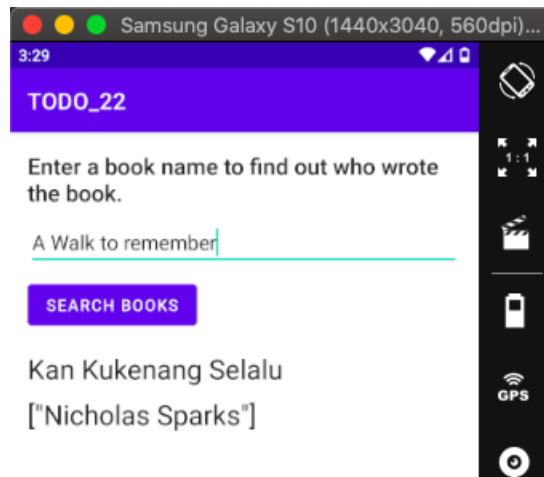 Samsung Galaxy S10 (1440x3040, 560dpi)...
3:29
TODO_22
1:1
Enter a book name to find out who wrote
the book.
A Walk to remember
SEARCH BOOKS
Kan Kukenang Selalu
["Nicholas Sparks"]
GPS